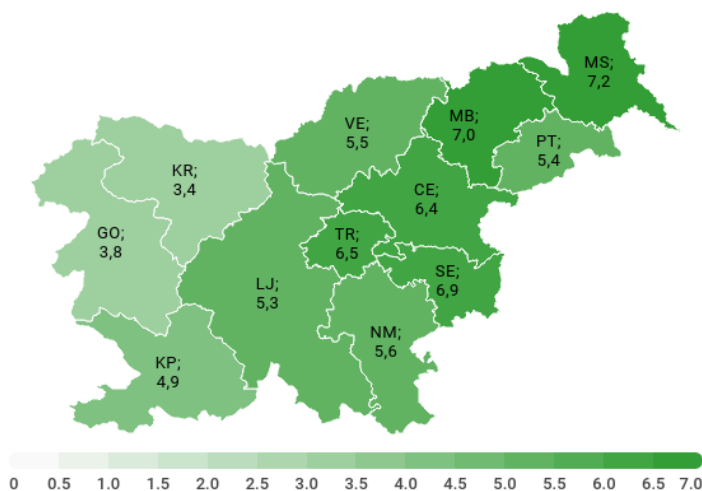 MS;
7,2
MB;
7,0
VE;
5,5
PT;
5,4
KR;
3,4
CE;
6,4
GO;
3,8
TR;
6,5
SE;
6,9
LJ;
5,3
NM;
5,6
KP;
4,9
0 0.5 1.0 1.5 2.0 2.5 3.0 3.5 4.0 4.5 5.0 5.0 6.0 6.5 7.0